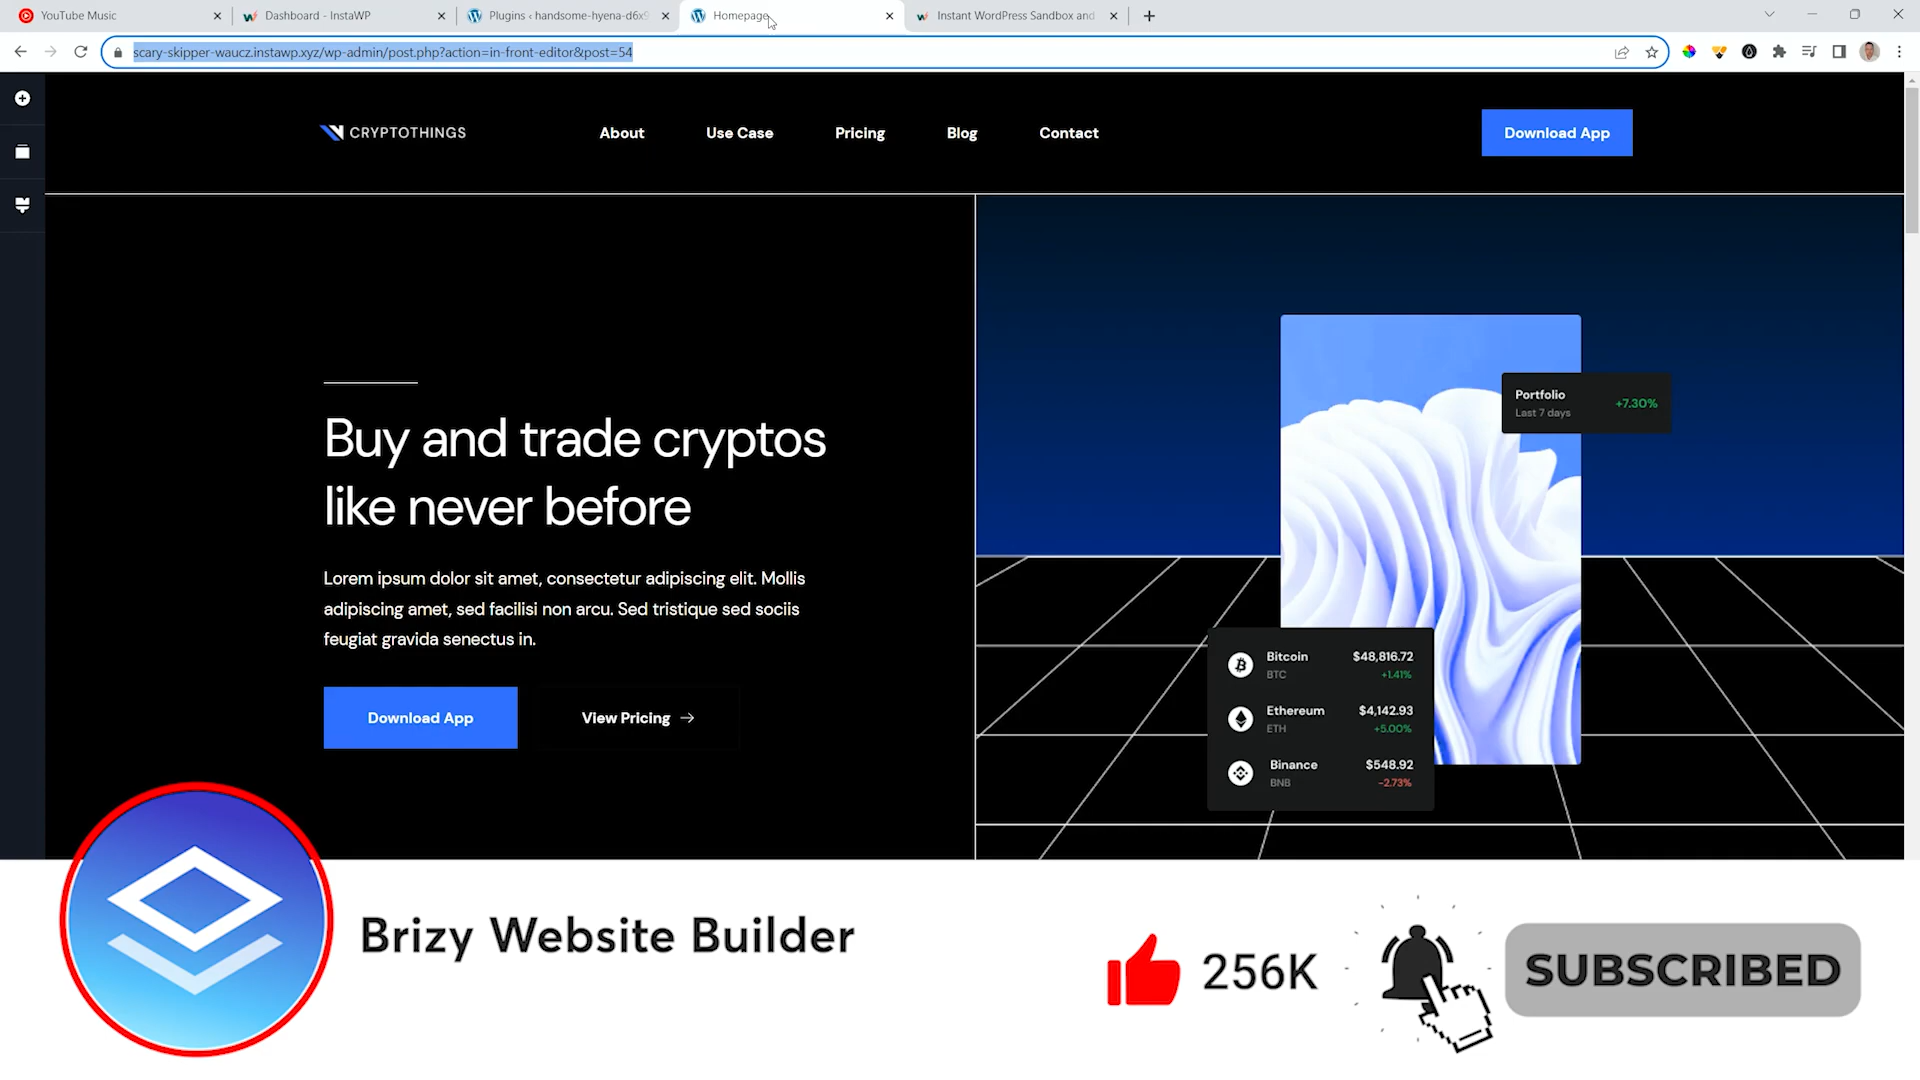 YouTube Music
Dashboard - InstaWP
Plugins ‹ handsome-hyena-d6x9
Homepage
Instant WordPress Sandbox and
scary-skipper-waucz.instawp.xyz/wp-admin/post.php?action=in-front-editor&post=54
CRYPTOTHINGS
About
Use Case
Pricing
Blog
Contact
Download App
Buy and trade cryptos
like never before
Lorem ipsum dolor sit amet, consectetur adipiscing elit. Mollis
adipiscing amet, sed facilisi non arcu. Sed tristique sed sociis
feugiat gravida senectus in.
Download App
View Pricing →
Portfolio
Last 7 days
+7.30%
Bitcoin $48,816.72
BTC +1.41%
Ethereum $4,142.93
ETH +5.00%
Binance $548.92
BNB -2.73%
Brizy Website Builder
256K
SUBSCRIBED